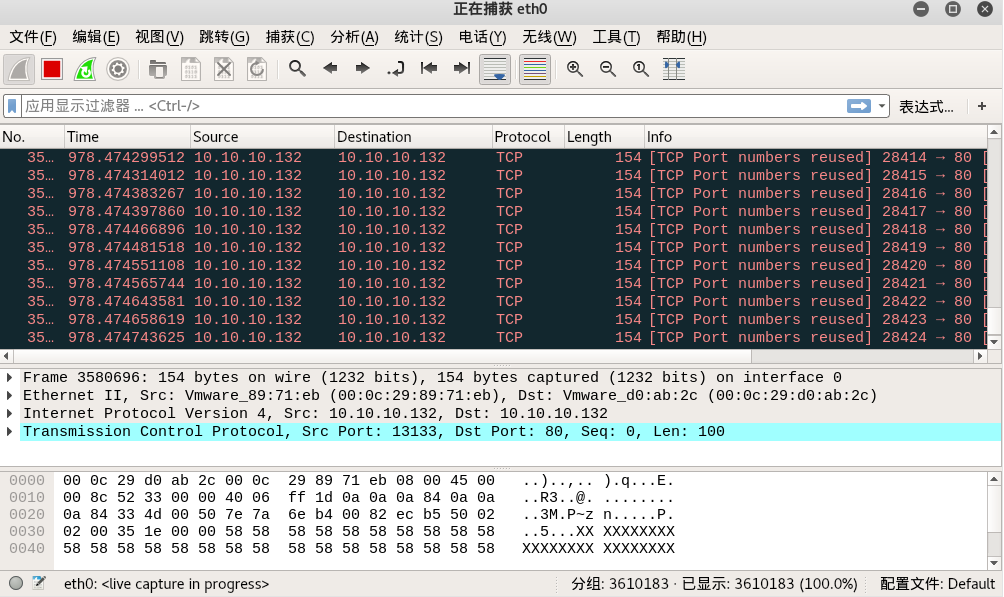 正在捕获 eth0
文件(F) 编辑(E) 视图(V) 跳转(G) 捕获(C) 分析(A) 统计(S) 电话(Y) 无线(W) 工具(T) 帮助(H)
应用显示过滤器 … <Ctrl-/> 表达式… +
No. Time Source Destination Protocol Length Info
35… 978.474299512 10.10.10.132 10.10.10.132 TCP 154 [TCP Port numbers reused] 28414 → 80 [
35… 978.474314012 10.10.10.132 10.10.10.132 TCP 154 [TCP Port numbers reused] 28415 → 80 [
35… 978.474383267 10.10.10.132 10.10.10.132 TCP 154 [TCP Port numbers reused] 28416 → 80 [
35… 978.474397860 10.10.10.132 10.10.10.132 TCP 154 [TCP Port numbers reused] 28417 → 80 [
35… 978.474466896 10.10.10.132 10.10.10.132 TCP 154 [TCP Port numbers reused] 28418 → 80 [
35… 978.474481518 10.10.10.132 10.10.10.132 TCP 154 [TCP Port numbers reused] 28419 → 80 [
35… 978.474551108 10.10.10.132 10.10.10.132 TCP 154 [TCP Port numbers reused] 28420 → 80 [
35… 978.474565744 10.10.10.132 10.10.10.132 TCP 154 [TCP Port numbers reused] 28421 → 80 [
35… 978.474643581 10.10.10.132 10.10.10.132 TCP 154 [TCP Port numbers reused] 28422 → 80 [
35… 978.474658619 10.10.10.132 10.10.10.132 TCP 154 [TCP Port numbers reused] 28423 → 80 [
35… 978.474743625 10.10.10.132 10.10.10.132 TCP 154 [TCP Port numbers reused] 28424 → 80 [
Frame 3580696: 154 bytes on wire (1232 bits), 154 bytes captured (1232 bits) on interface 0
Ethernet II, Src: Vmware_89:71:eb (00:0c:29:89:71:eb), Dst: Vmware_d0:ab:2c (00:0c:29:d0:ab:2c)
Internet Protocol Version 4, Src: 10.10.10.132, Dst: 10.10.10.132
Transmission Control Protocol, Src Port: 13133, Dst Port: 80, Seq: 0, Len: 100
0000 00 0c 29 d0 ab 2c 00 0c 29 89 71 eb 08 00 45 00 ..)..,.. ).q...E.
0010 00 8c 52 33 00 00 40 06 ff 1d 0a 0a 0a 84 0a 0a ..R3..@. ........
0020 0a 84 33 4d 00 50 7e 7a 6e b4 00 82 ec b5 50 02 ..3M.P~z n.....P.
0030 02 00 35 1e 00 00 58 58 58 58 58 58 58 58 58 58 ..5...XX XXXXXXXX
0040 58 58 58 58 58 58 58 58 58 58 58 58 58 58 58 58 XXXXXXXX XXXXXXXX
eth0: <live capture in progress> 分组: 3610183 · 已显示: 3610183 (100.0%) 配置文件: Default